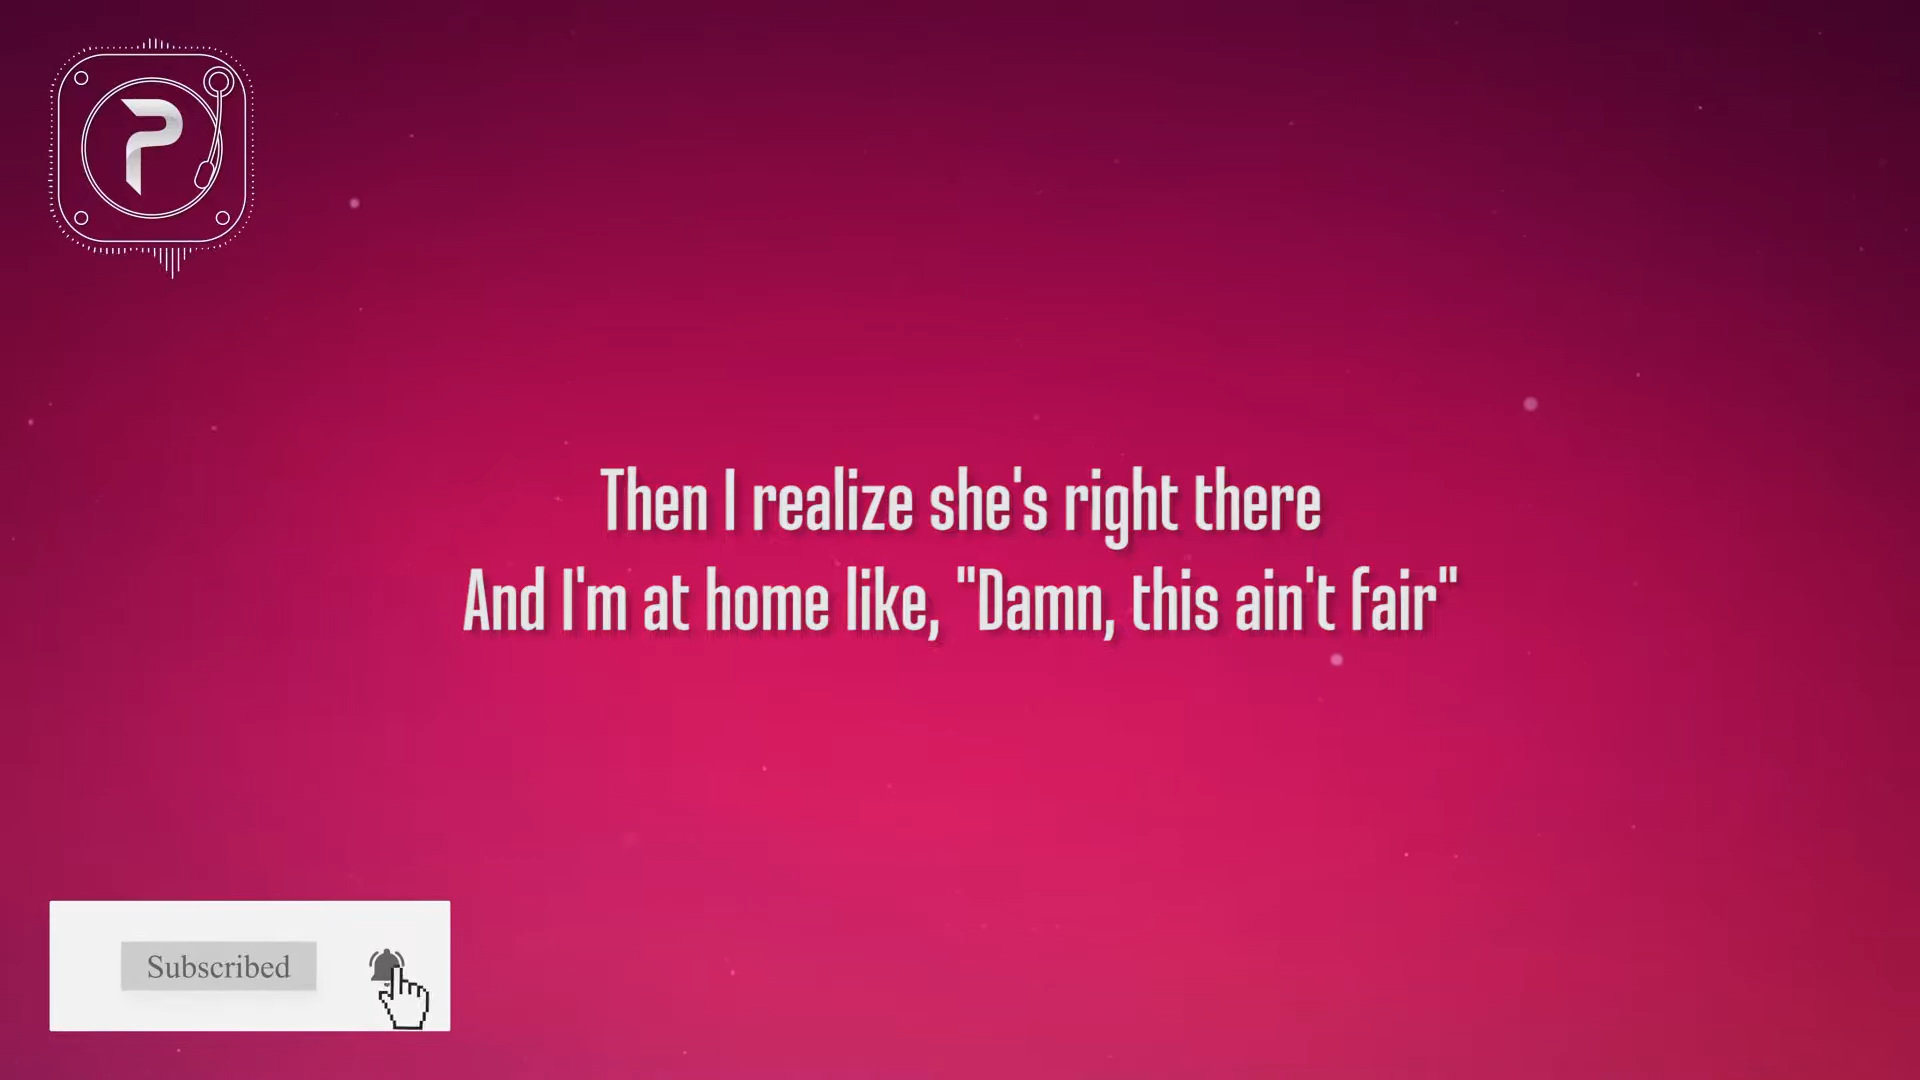 P
Then I realize she's right there
And I'm at home like, "Damn, this ain't fair"
Subscribed